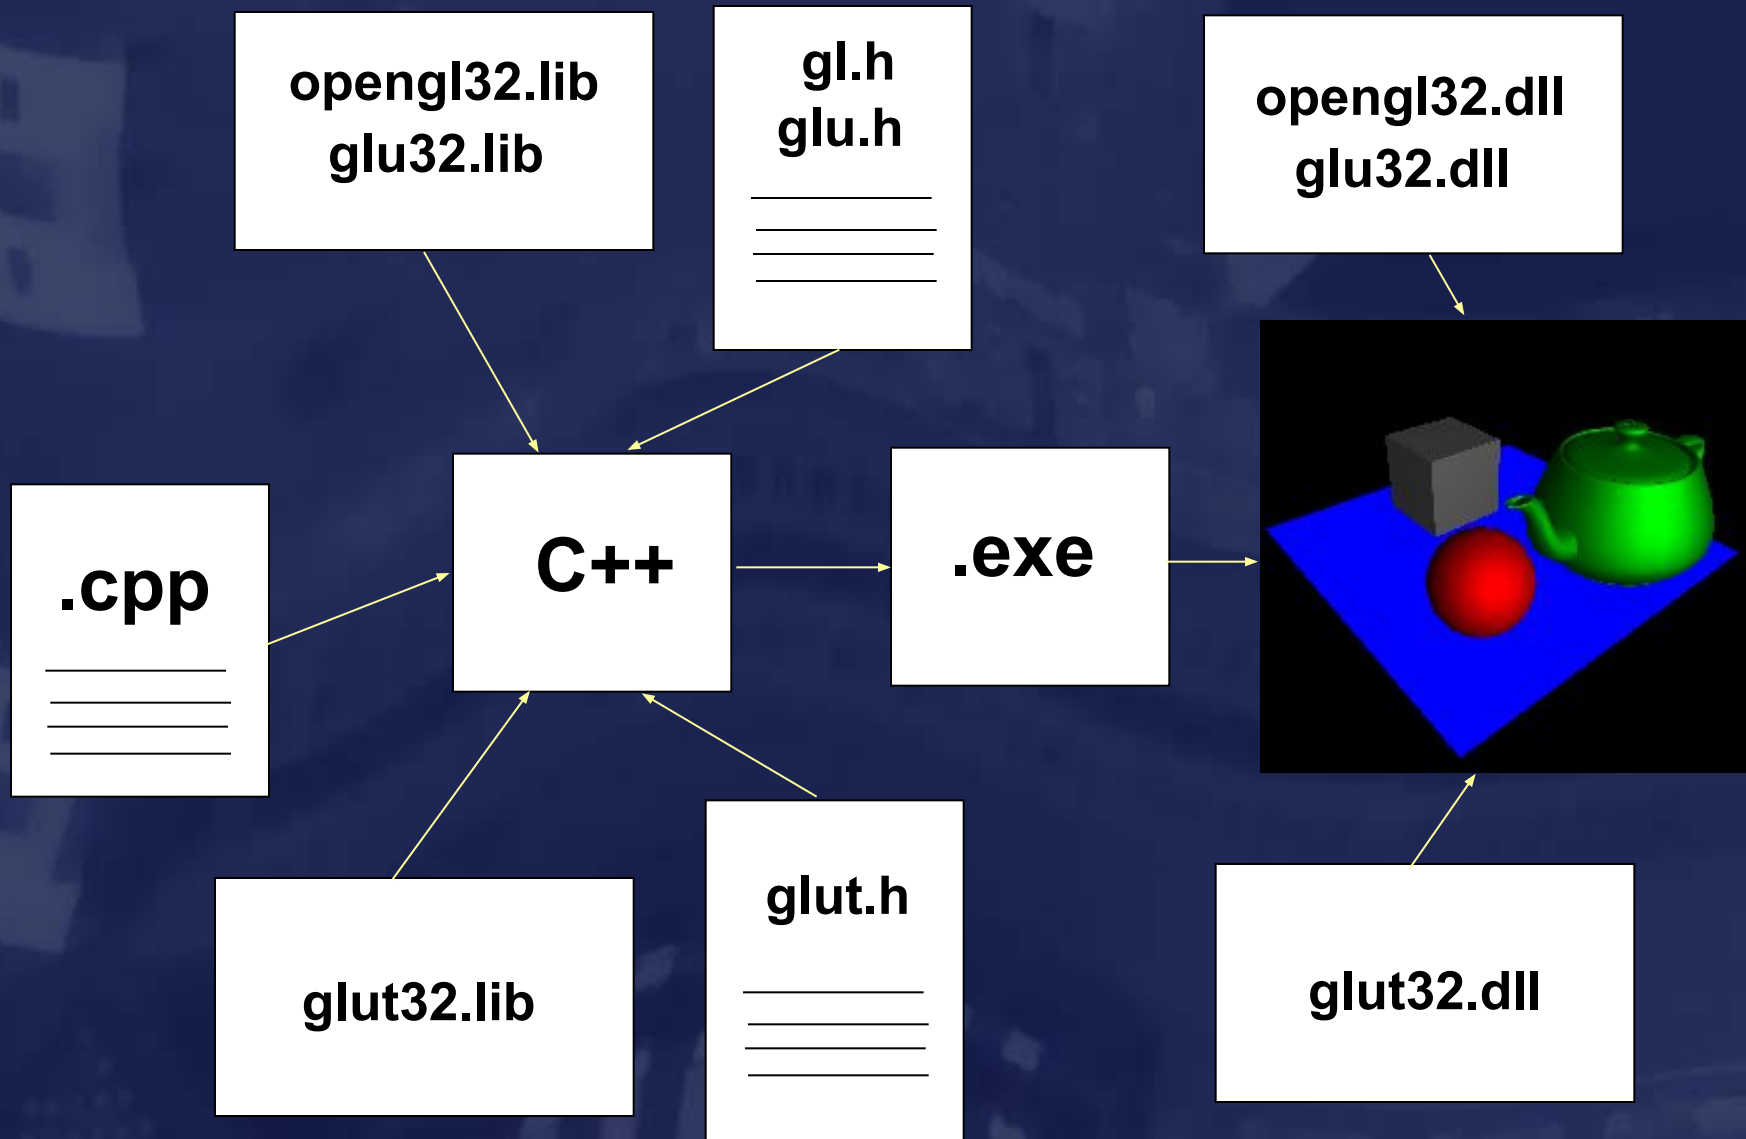 opengl32.lib
glu32.lib
gl.h
glu.h
opengl32.dll
glu32.dll
.cpp
C++
.exe
glut32.lib
glut.h
glut32.dll